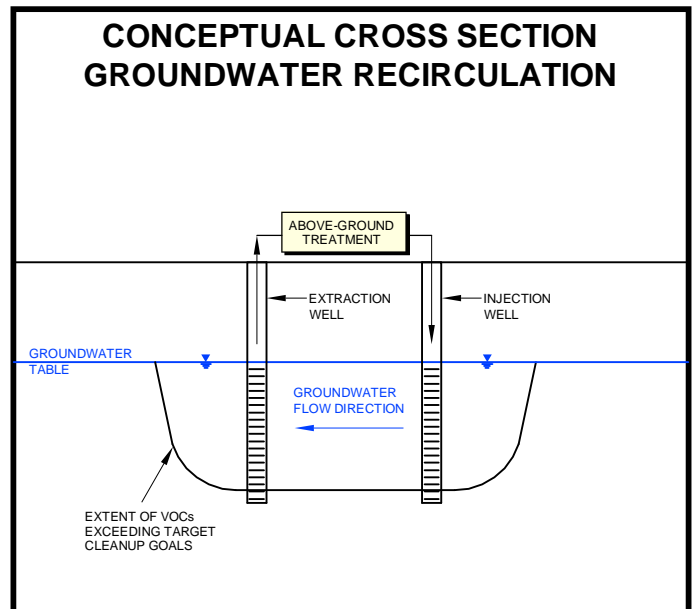 CONCEPTUAL CROSS SECTION
GROUNDWATER RECIRCULATION
ABOVE-GROUND
TREATMENT
EXTRACTION
WELL
INJECTION
WELL
GROUNDWATER
TABLE
GROUNDWATER
FLOW DIRECTION
EXTENT OF VOCs
EXCEEDING TARGET
CLEANUP GOALS